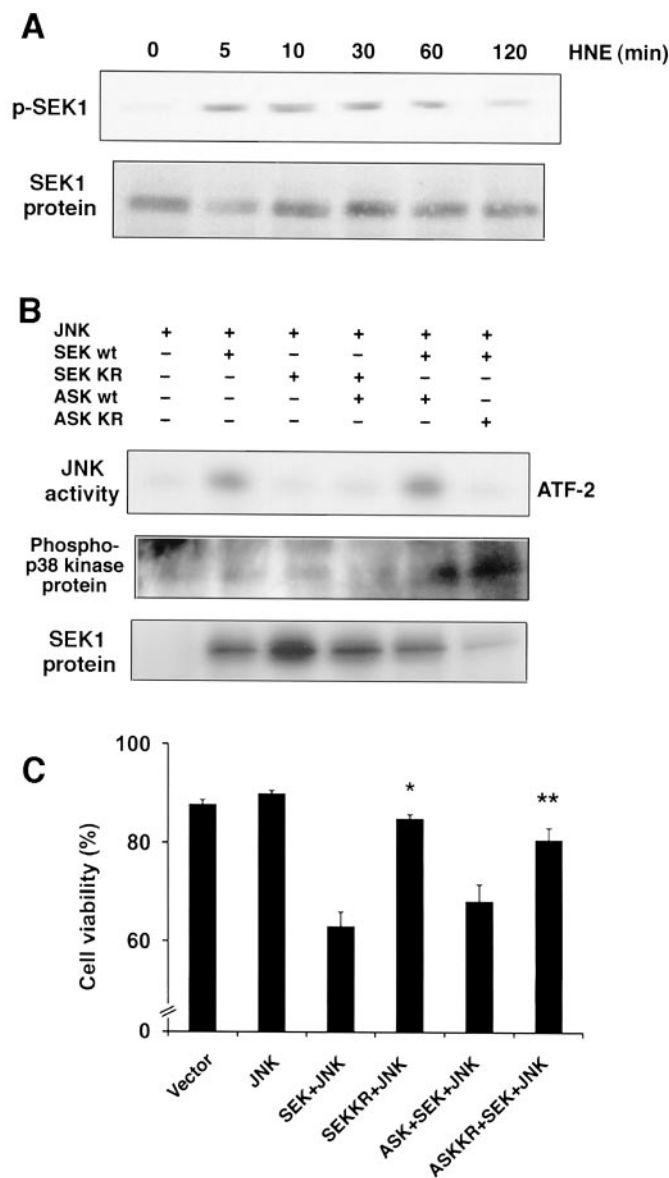 A
0 5 10 30 60 120 HNE (min)
p-SEK1
SEK1
protein
B
JNK + + + + + +
SEK wt – + – – + +
SEK KR – – + + – –
ASK wt – – – + + –
ASK KR – – – – – +
JNK
activity
ATF-2
Phospho-
p38 kinase
protein
SEK1
protein
C
Cell viability (%)
100
80
60
0
*
**
Vector
JNK
SEK+JNK
SEKKR+JNK
ASK+SEK+JNK
ASKKR+SEK+JNK